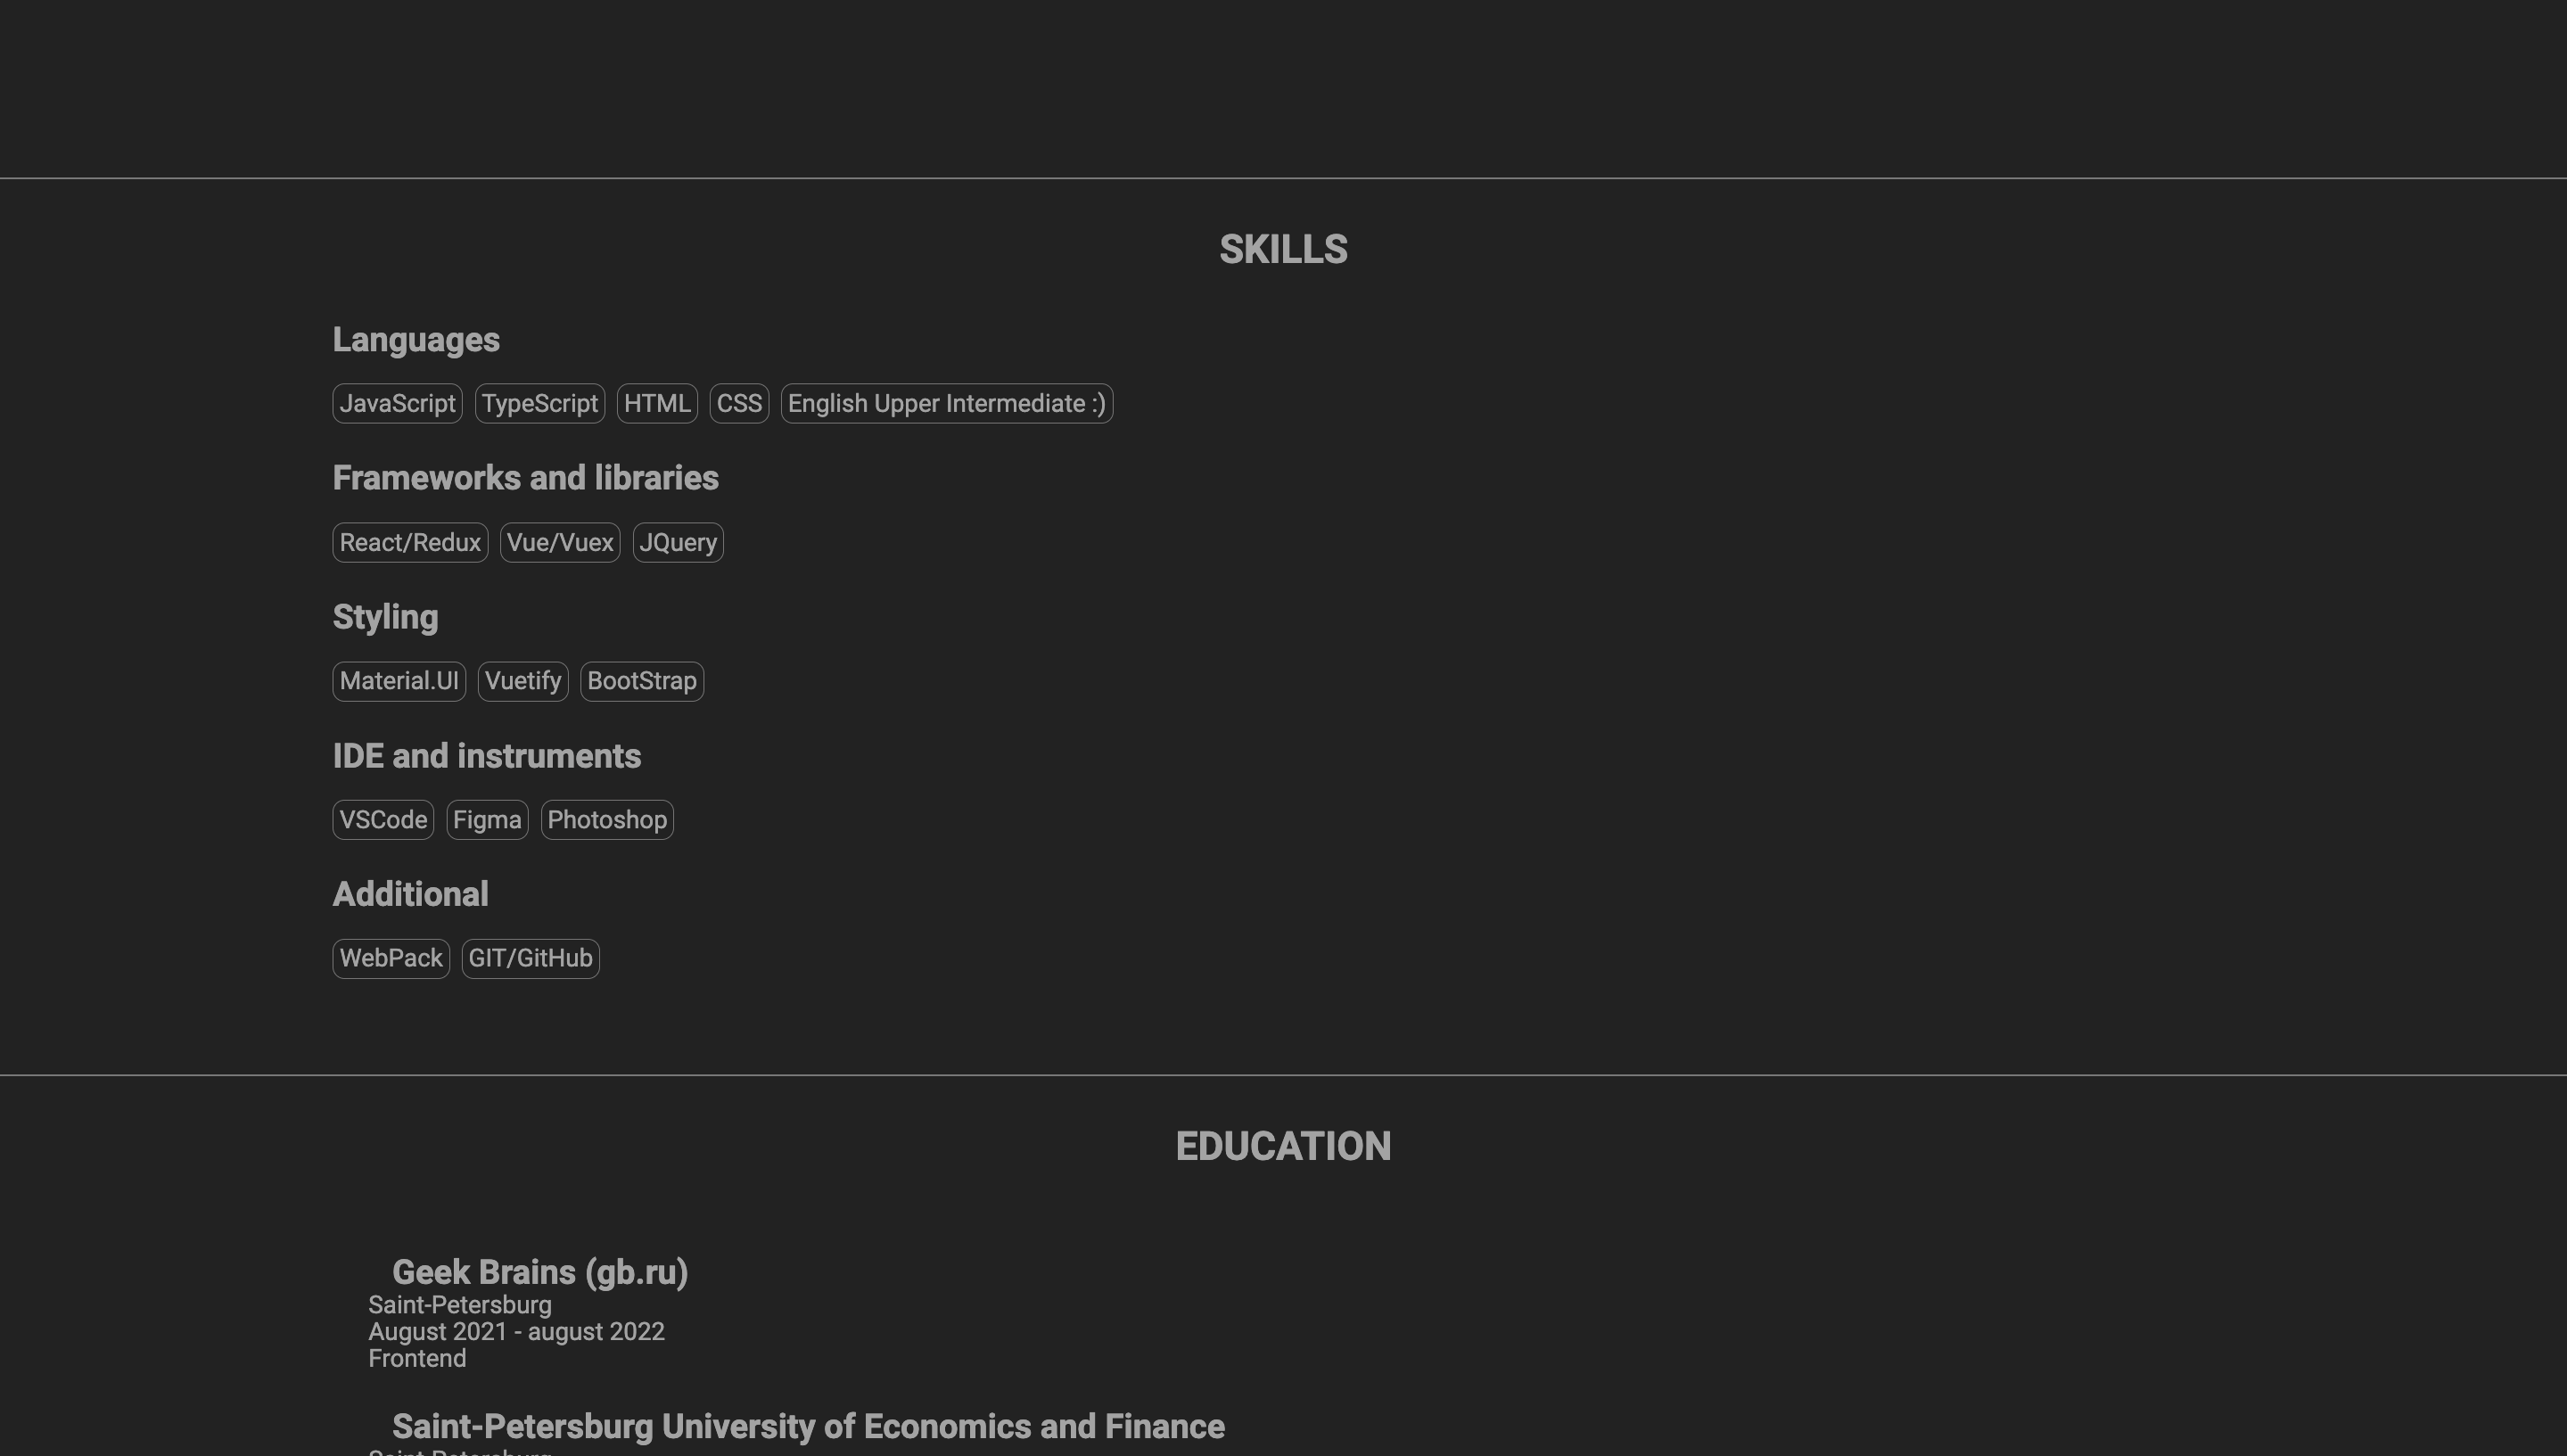 SKILLS
Languages
JavaScript TypeScript HTML CSS English Upper Intermediate :)
Frameworks and libraries
React/Redux Vue/Vuex JQuery
Styling
Material.UI Vuetify BootStrap
IDE and instruments
VSCode Figma Photoshop
Additional
WebPack GIT/GitHub
EDUCATION
Geek Brains (gb.ru)
Saint-Petersburg
August 2021 - august 2022
Frontend
Saint-Petersburg University of Economics and Finance